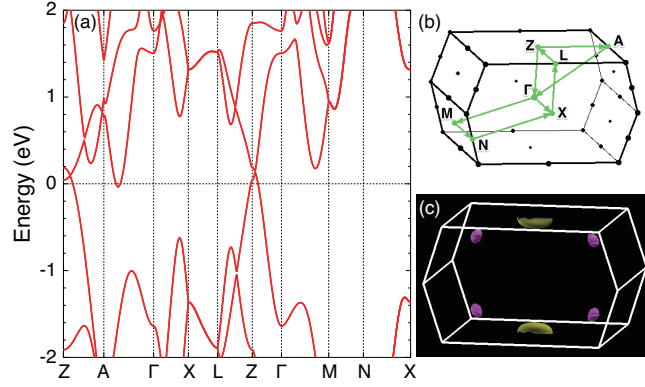 (a)
Energy (eV)
2
1
0
-1
-2
Z A Γ X L Z Γ M N X
(b)
Z A
L
Γ
M X
N
(c)